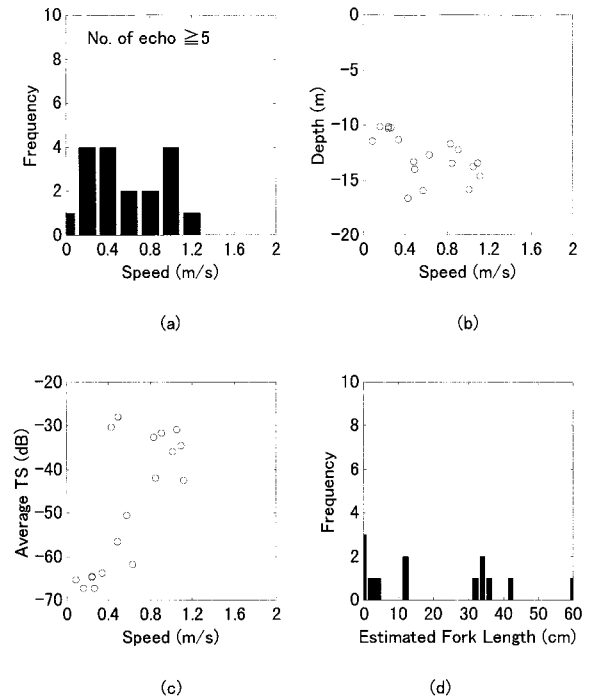 No. of echo ≧5
Frequency
10
8
6
4
2
0
0 0.4 0.8 1.2 1.6 2
Speed (m/s)
(a)
Depth (m)
0
−5
−10
−15
−20
0 0.4 0.8 1.2 1.6 2
Speed (m/s)
(b)
Average TS (dB)
−20
−30
−40
−50
−60
−70
0 0.4 0.8 1.2 1.6 2
Speed (m/s)
(c)
Frequency
10
8
6
4
2
0
0 10 20 30 40 50 60
Estimated Fork Length (cm)
(d)